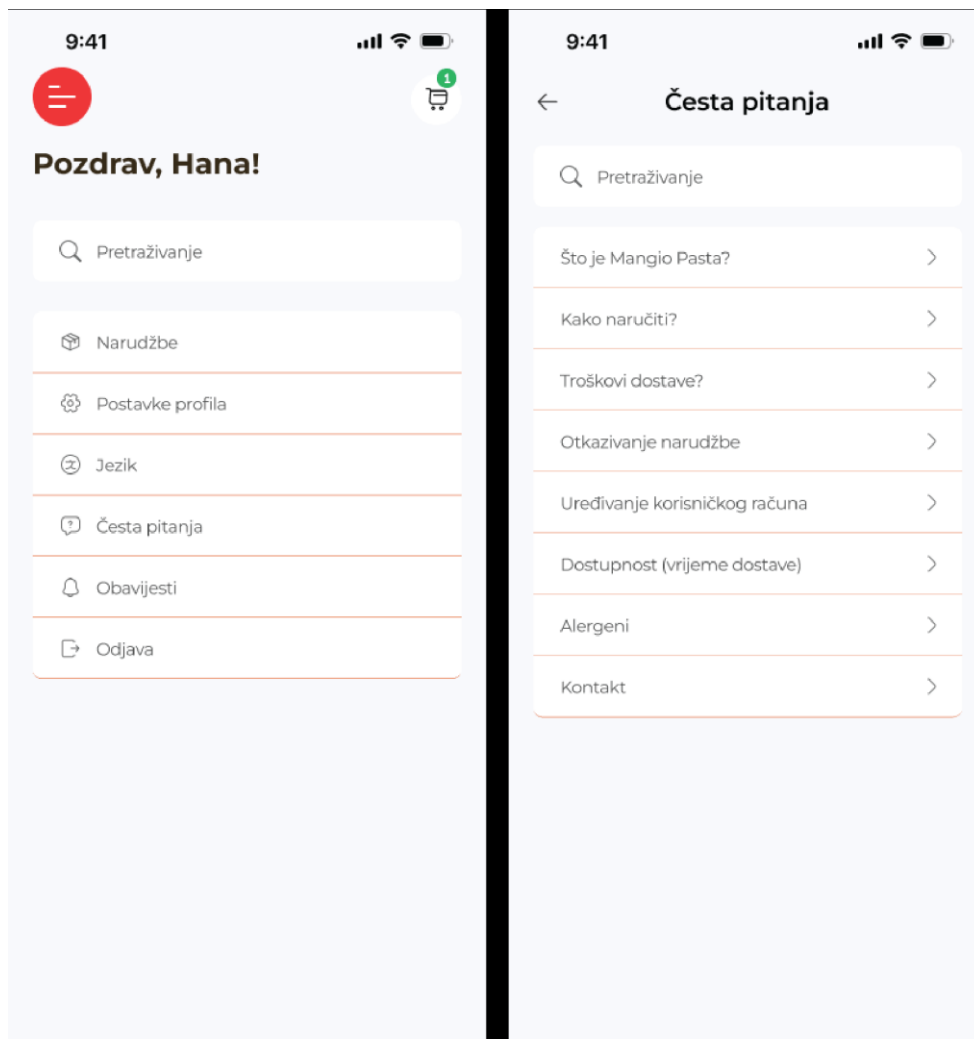 9:41
1
Pozdrav, Hana!
Pretraživanje
Narudžbe
Postavke profila
Jezik
Česta pitanja
Obavijesti
Odjava
9:41
Česta pitanja
Pretraživanje
Što je Mangio Pasta?
Kako naručiti?
Troškovi dostave?
Otkazivanje narudžbe
Uređivanje korisničkog računa
Dostupnost (vrijeme dostave)
Alergeni
Kontakt